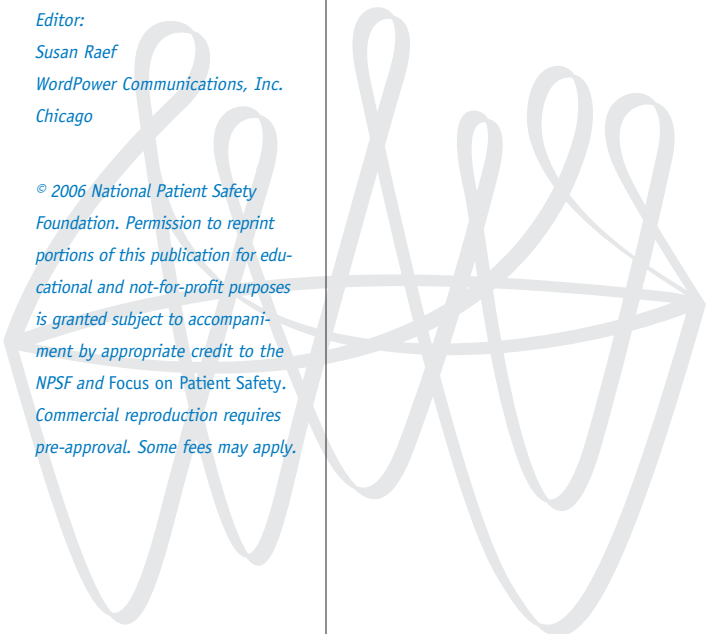 Editor:
Susan Raef
WordPower Communications, Inc.
Chicago
© 2006 National Patient Safety
Foundation. Permission to reprint
portions of this publication for edu-
cational and not-for-profit purposes
is granted subject to accompani-
ment by appropriate credit to the
NPSF and Focus on Patient Safety.
Commercial reproduction requires
pre-approval. Some fees may apply.